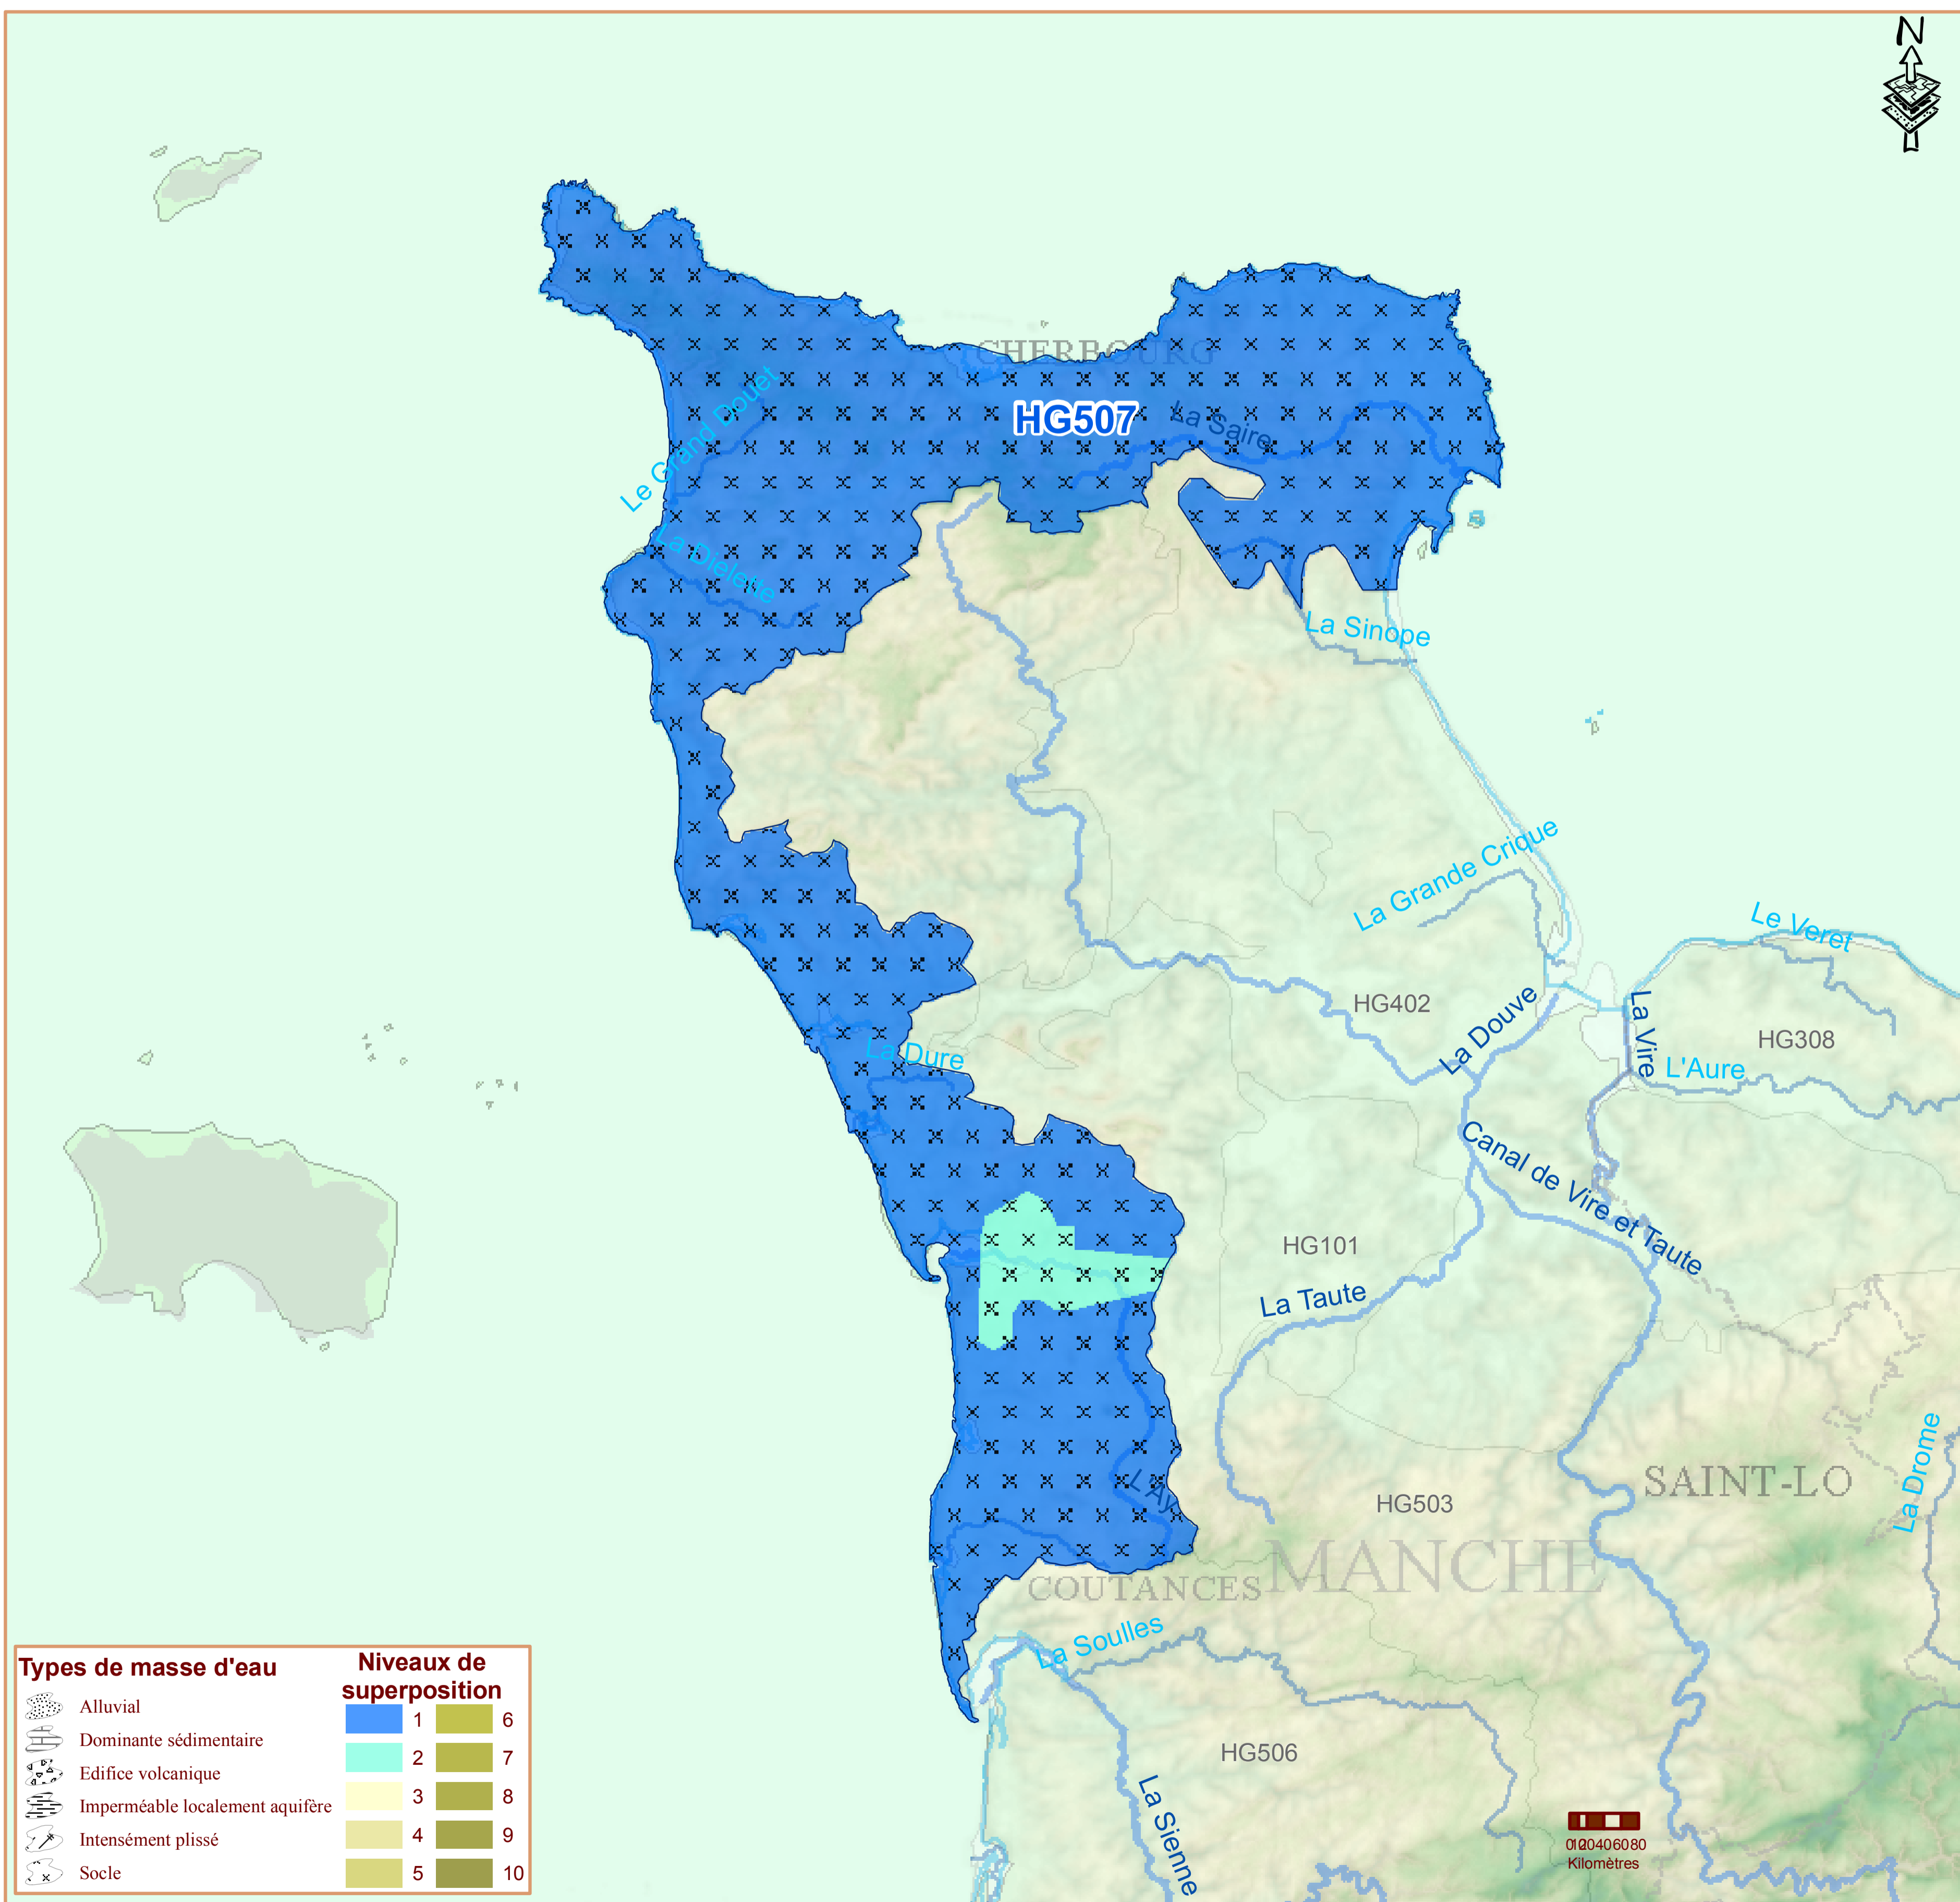 N
CHERBOURG
HG507
La Saire
Le Grand Douet
La Dielette
La Sinope
La Grande Crique
Le Veret
HG402
La Douve
La Vire
HG308
L'Aure
La Dure
Canal de Vire et Taute
HG101
La Taute
L'Ay
HG503
SAINT-LO
La Drome
MANCHE
COUTANCES
La Soulles
HG506
La Sienne
Types de masse d'eau
Alluvial
Dominante sédimentaire
Edifice volcanique
Imperméable localement aquifère
Intensément plissé
Socle
Niveaux de
superposition
1 6
2 7
3 8
4 9
5 10
01020406080
Kilomètres